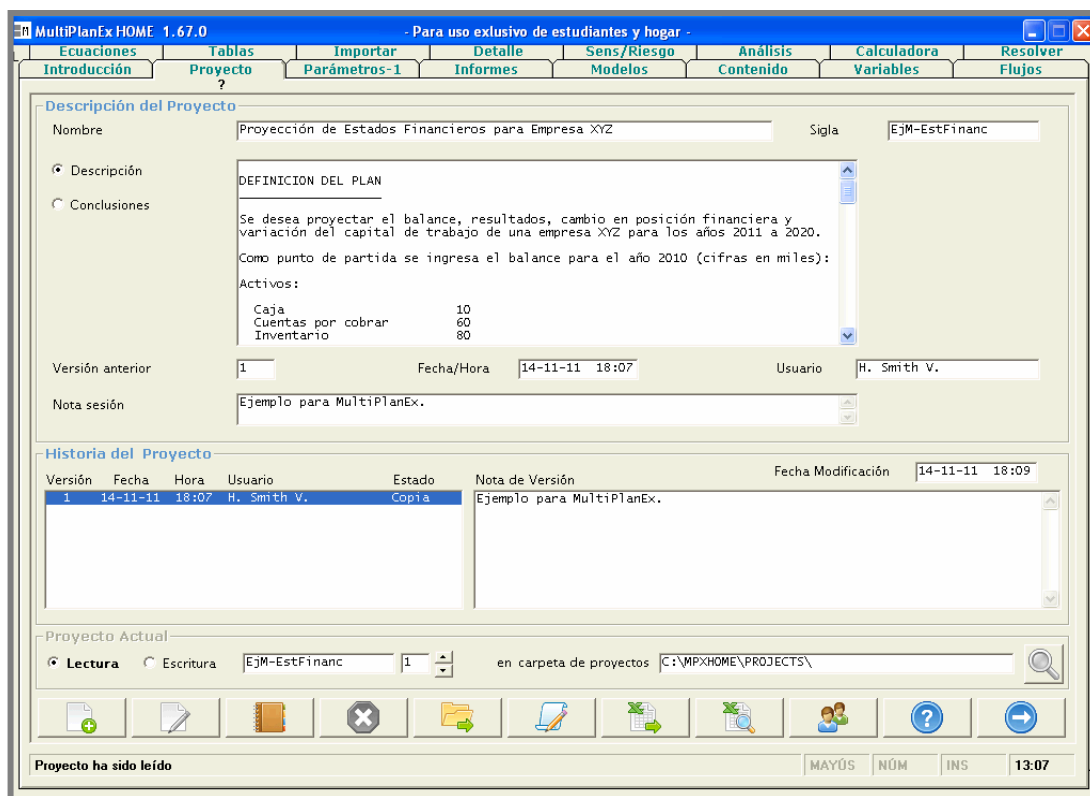 MultiPlanEx HOME 1.67.0 - Para uso exlusivo de estudiantes y hogar -
Ecuaciones Tablas Importar Detalle Sens/Riesgo Análisis Calculadora Resolver
Introducción Proyecto Parámetros-1 Informes Modelos Contenido Variables Flujos
?
Descripción del Proyecto
Nombre Proyección de Estados Financieros para Empresa XYZ Sigla EjM-EstFinanc
Descripción
Conclusiones
DEFINICION DEL PLAN
Se desea proyectar el balance, resultados, cambio en posición financiera y
variación del capital de trabajo de una empresa XYZ para los años 2011 a 2020.
Como punto de partida se ingresa el balance para el año 2010 (cifras en miles):
Activos:
Caja 10
Cuentas por cobrar 60
Inventario 80
Versión anterior 1 Fecha/Hora 14-11-11 18:07 Usuario H. Smith V.
Nota sesión Ejemplo para MultiPlanEx.
Historia del Proyecto
Fecha Modificación 14-11-11 18:09
Versión Fecha Hora Usuario Estado Nota de Versión
1 14-11-11 18:07 H. Smith V. Copia Ejemplo para MultiPlanEx.
Proyecto Actual
Lectura Escritura EjM-EstFinanc 1 en carpeta de proyectos C:\MPXHOME\PROJECTS\
Proyecto ha sido leído MAYÚS NÚM INS 13:07